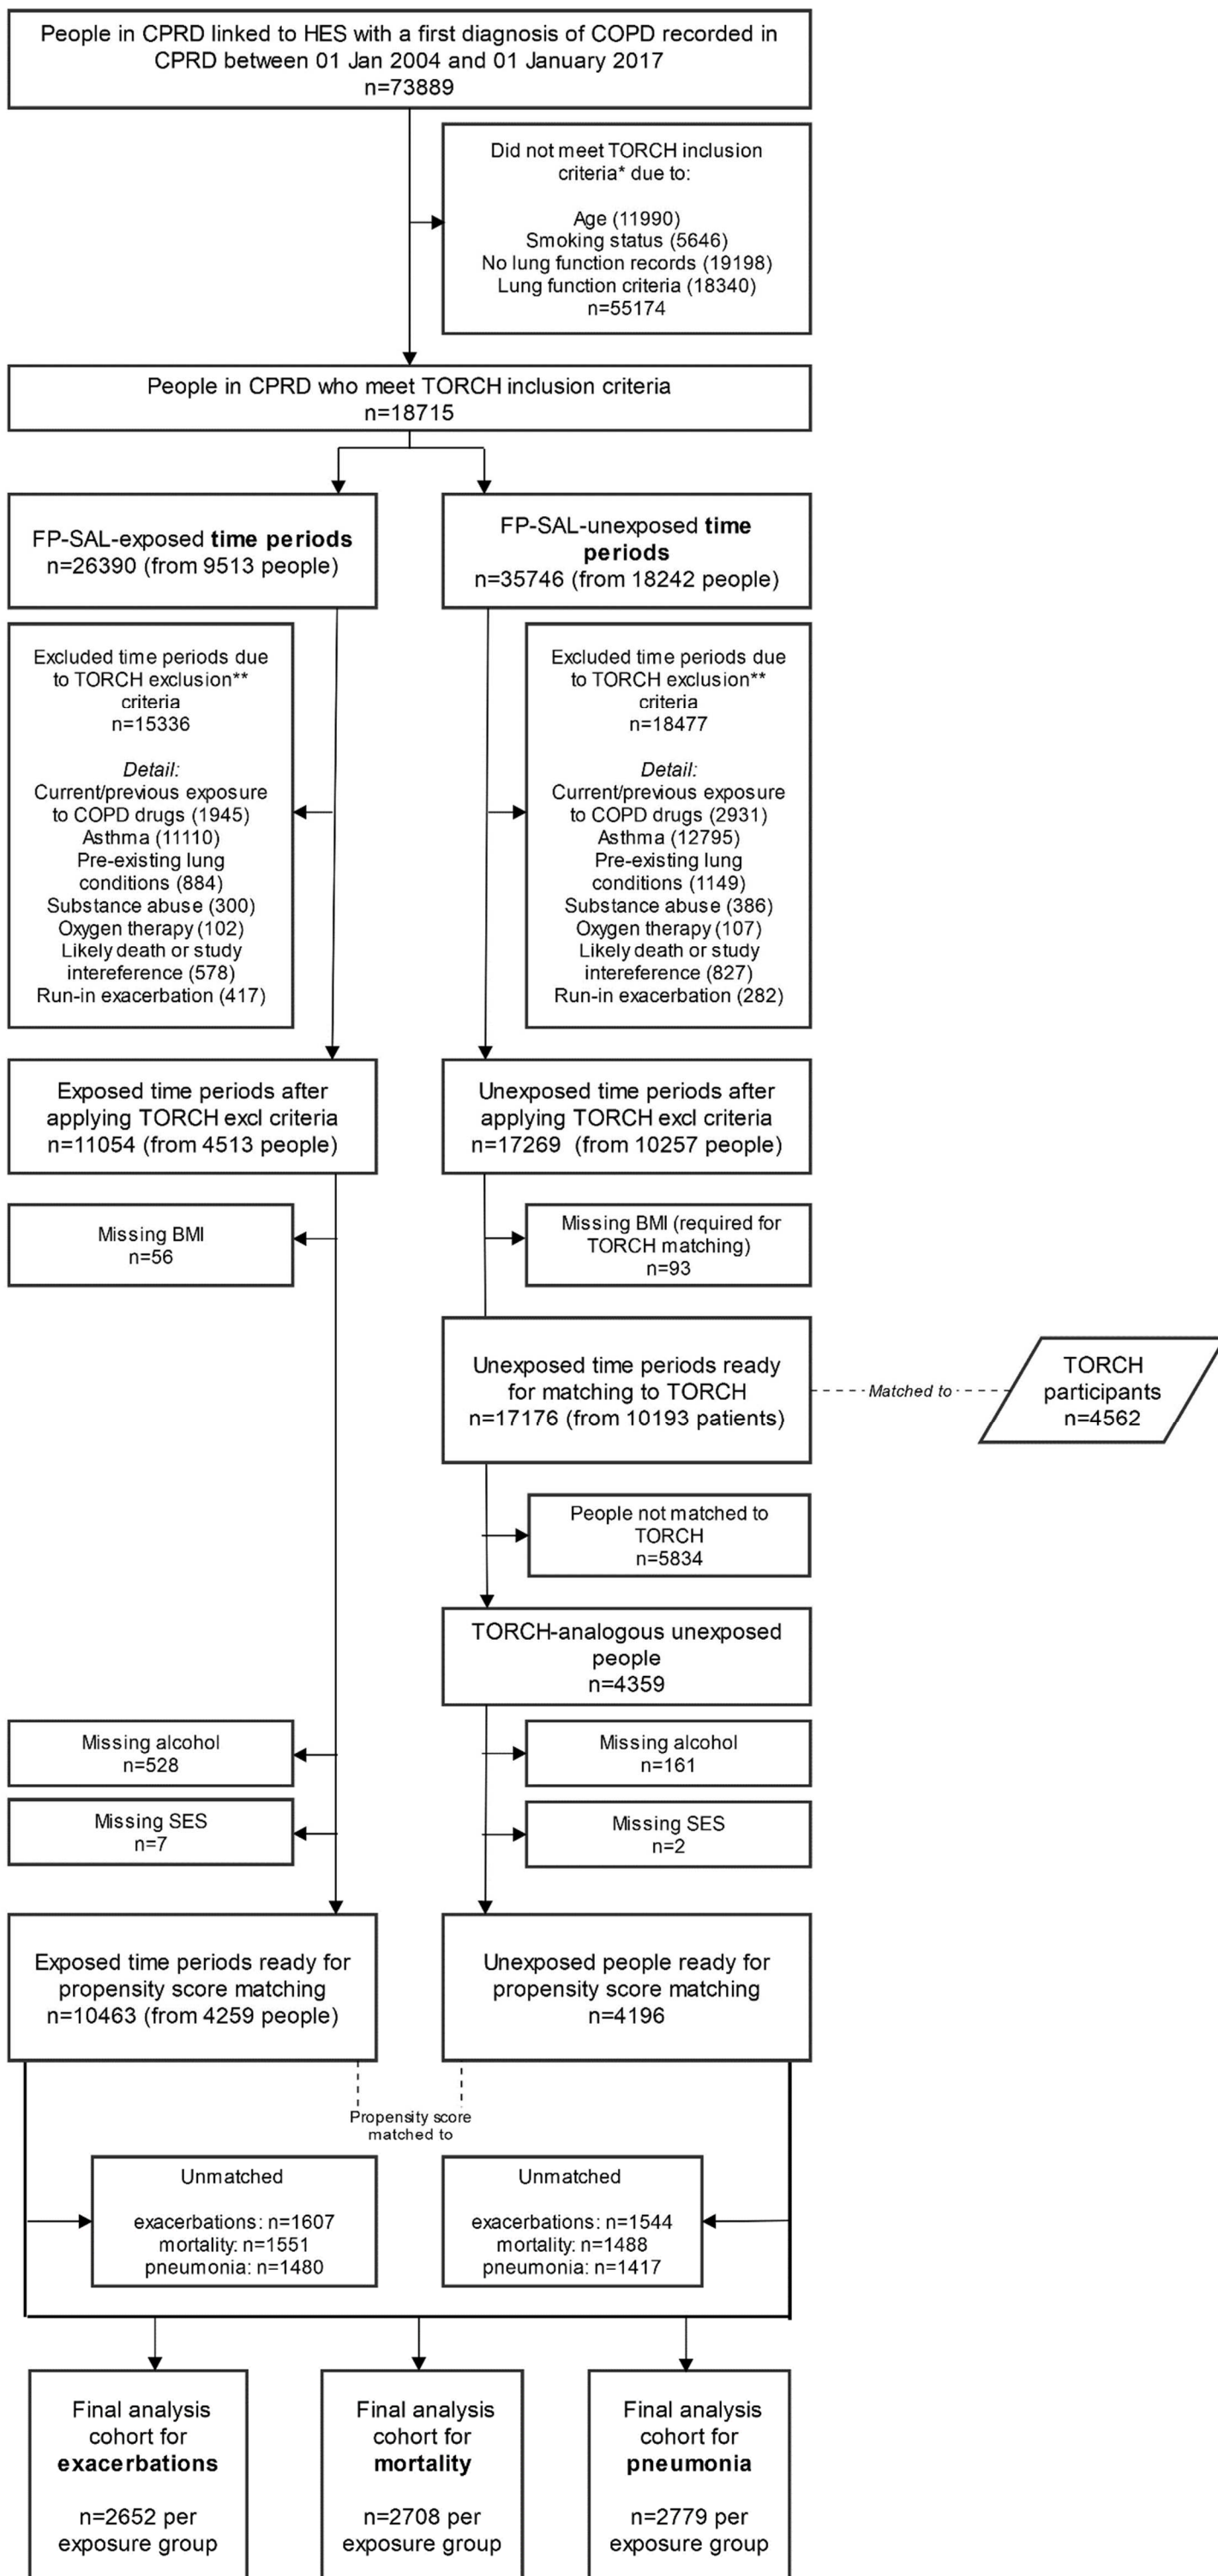 People in CPRD linked to HES with a first diagnosis of COPD recorded in
CPRD between 01 Jan 2004 and 01 January 2017
n=73889
Did not meet TORCH inclusion
criteria* due to:
Age (11990)
Smoking status (5646)
No lung function records (19198)
Lung function criteria (18340)
n=55174
People in CPRD who meet TORCH inclusion criteria
n=18715
FP-SAL-exposed time periods
n=26390 (from 9513 people)
FP-SAL-unexposed time
periods
n=35746 (from 18242 people)
Excluded time periods due
to TORCH exclusion**
criteria
n=15336
Detail:
Current/previous exposure
to COPD drugs (1945)
Asthma (11110)
Pre-existing lung
conditions (884)
Substance abuse (300)
Oxygen therapy (102)
Likely death or study
intereference (578)
Run-in exacerbation (417)
Excluded time periods due
to TORCH exclusion**
criteria
n=18477
Detail:
Current/previous exposure
to COPD drugs (2931)
Asthma (12795)
Pre-existing lung
conditions (1149)
Substance abuse (386)
Oxygen therapy (107)
Likely death or study
intereference (827)
Run-in exacerbation (282)
Exposed time periods after
applying TORCH excl criteria
n=11054 (from 4513 people)
Unexposed time periods after
applying TORCH excl criteria
n=17269 (from 10257 people)
Missing BMI
n=56
Missing BMI (required for
TORCH matching)
n=93
Unexposed time periods ready
for matching to TORCH
n=17176 (from 10193 patients)
Matched to
TORCH
participants
n=4562
People not matched to
TORCH
n=5834
TORCH-analogous unexposed
people
n=4359
Missing alcohol
n=528
Missing alcohol
n=161
Missing SES
n=7
Missing SES
n=2
Exposed time periods ready for
propensity score matching
n=10463 (from 4259 people)
Unexposed people ready for
propensity score matching
n=4196
Propensity score
matched to
Unmatched
exacerbations: n=1607
mortality: n=1551
pneumonia: n=1480
Unmatched
exacerbations: n=1544
mortality: n=1488
pneumonia: n=1417
Final analysis
cohort for
exacerbations
n=2652 per
exposure group
Final analysis
cohort for
mortality
n=2708 per
exposure group
Final analysis
cohort for
pneumonia
n=2779 per
exposure group